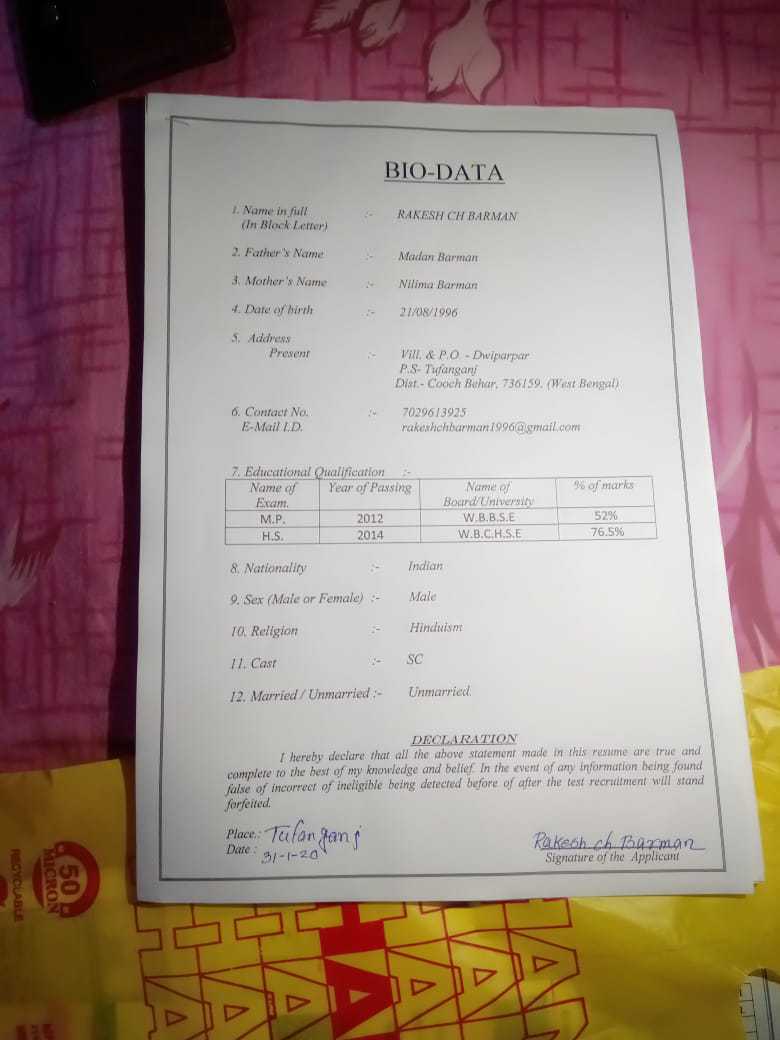 BIO-DATA
1. Name in full :- RAKESH CH BARMAN
(In Block Letter)
2. Father's Name :- Madan Barman
3. Mother's Name :- Nilima Barman
4. Date of birth :- 21/08/1996
5. Address
Present :- Vill. & P.O. - Dwiparpar
P.S- Tufanganj
Dist.- Cooch Behar, 736159. (West Bengal)
6. Contact No. :- 7029613925
E-Mail I.D. rakeshchbarman1996@gmail.com
7. Educational Qualification :-
Name of Exam. Year of Passing Name of Board/University % of marks
M.P. 2012 W.B.B.S.E 52%
H.S. 2014 W.B.C.H.S.E 76.5%
8. Nationality :- Indian
9. Sex (Male or Female) :- Male
10. Religion :- Hinduism
11. Cast :- SC
12. Married / Unmarried :- Unmarried.
DECLARATION
I hereby declare that all the above statement made in this resume are true and
complete to the best of my knowledge and belief. In the event of any information being found
false of incorrect of ineligible being detected before of after the test recruitment will stand
forfeited.
Place.: Tufanganj
Date : 31-1-20
Rakesh ch Barman
Signature of the Applicant
50
MICRON
RECYCLABLE